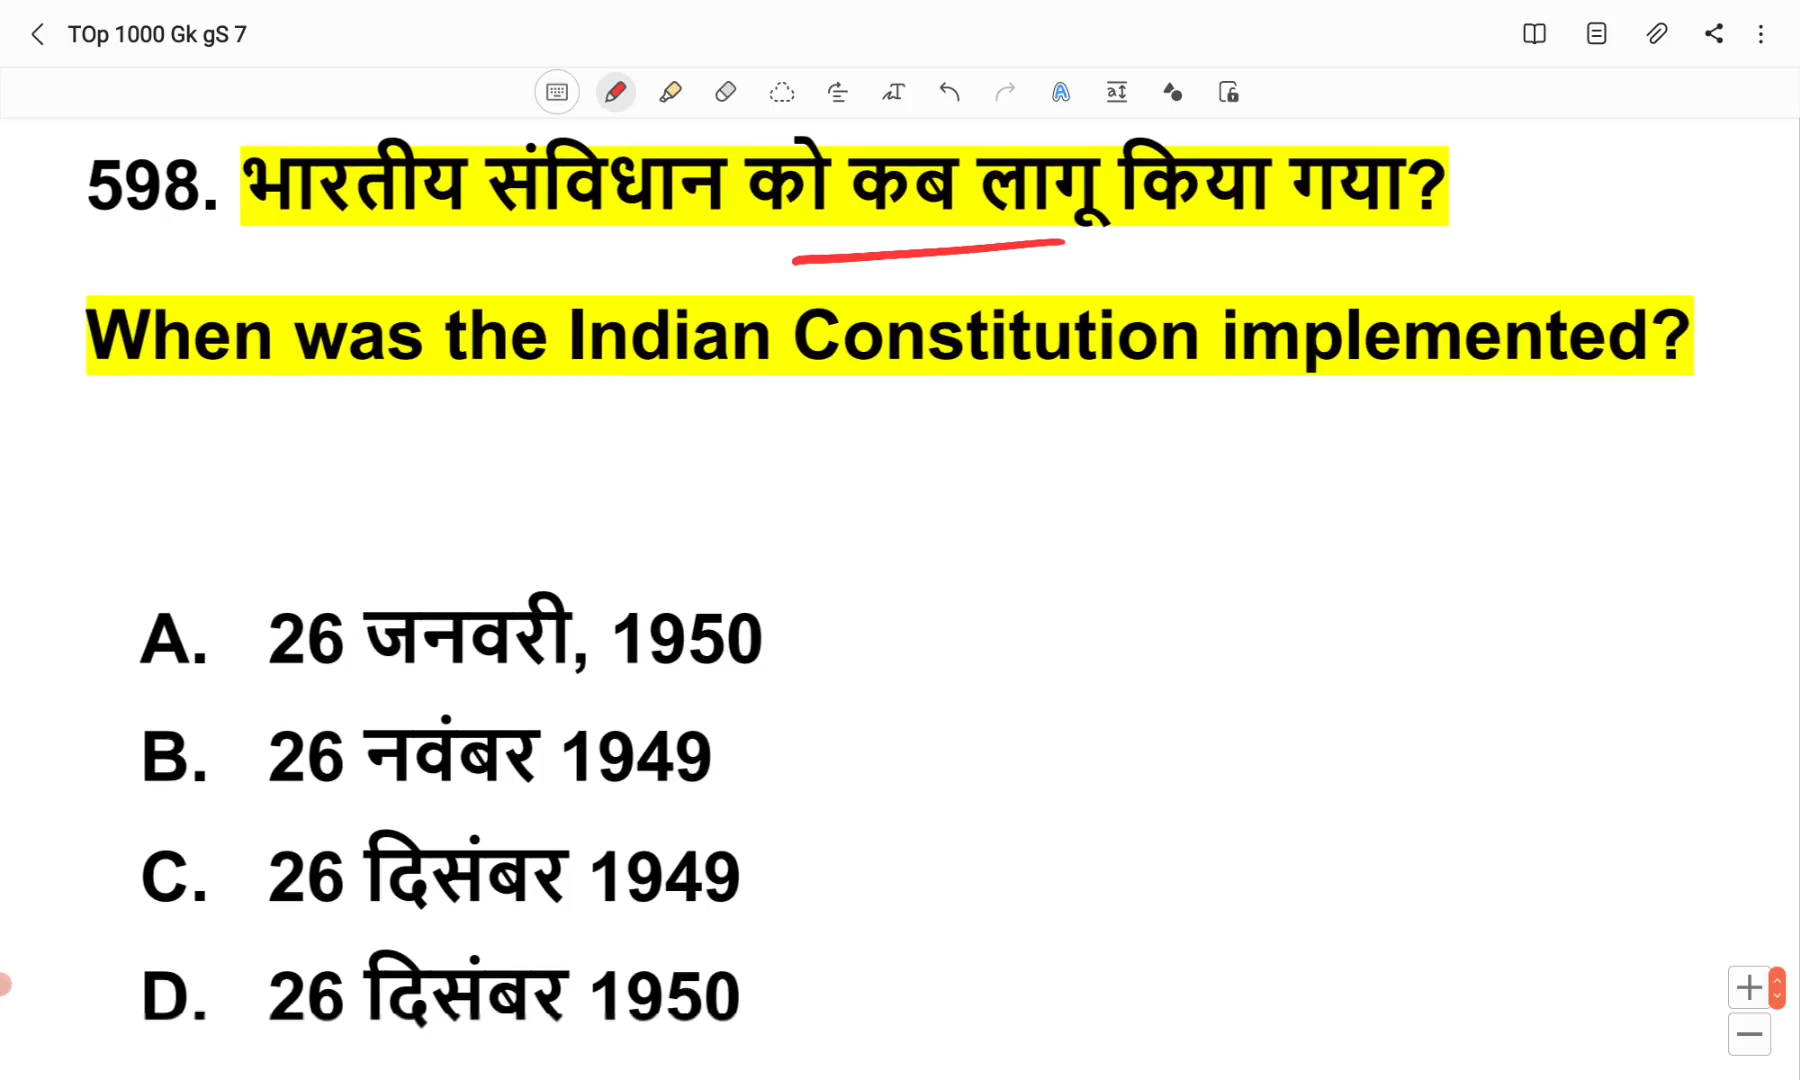 TOp 1000 Gk gS 7
598. भारतीय संविधान को कब लागू किया गया?
When was the Indian Constitution implemented?
A. 26 जनवरी, 1950
B. 26 नवंबर 1949
C. 26 दिसंबर 1949
D. 26 दिसंबर 1950